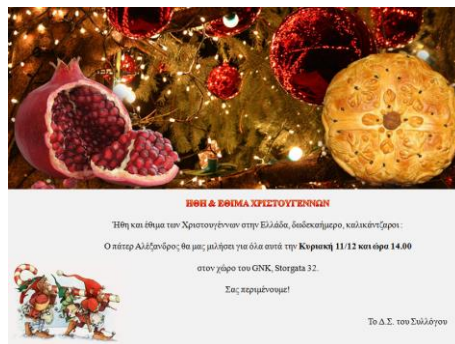 ΗΘΗ & ΕΘΙΜΑ ΧΡΙΣΤΟΥΓΕΝΝΩΝ
Ήθη και έθιμα των Χριστουγέννων στην Ελλάδα, δωδεκαήμερο, καλικάντζαροι :
Ο πάτερ Αλέξανδρος θα μας μιλήσει για όλα αυτά την Κυριακή 11/12 και ώρα 14.00
στον χώρο του GNK, Storgata 32.
Σας περιμένουμε!
Το Δ.Σ. του Συλλόγου